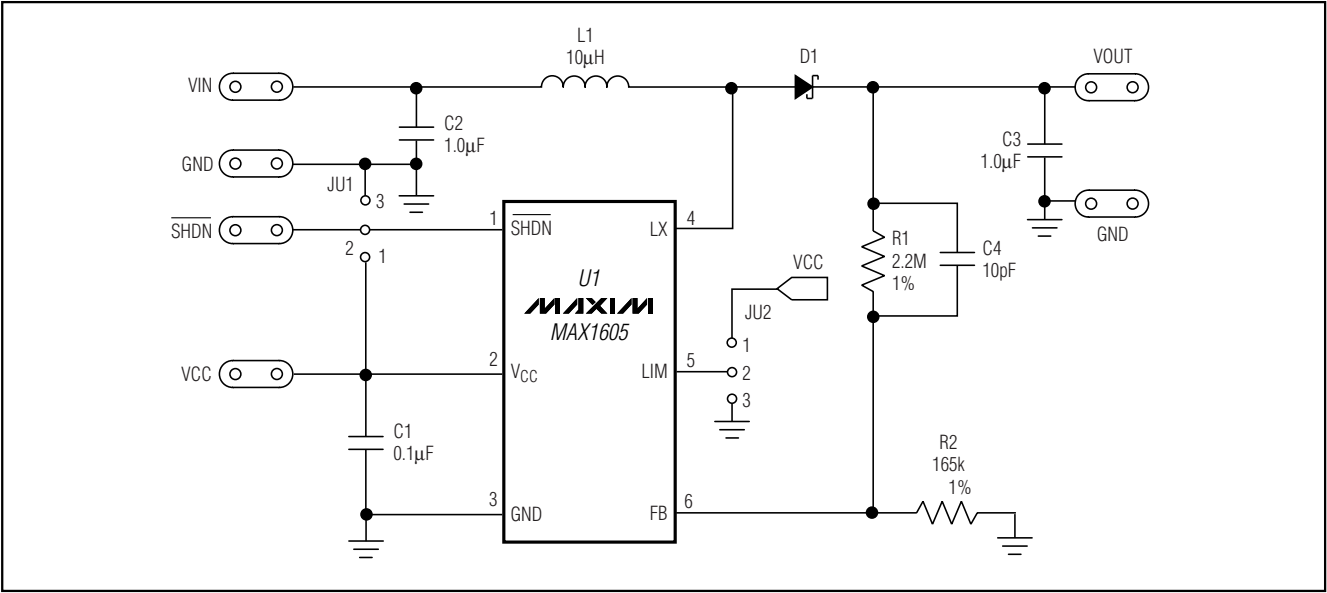 L1
10μH
D1
VIN
VOUT
C2
1.0μF
C3
1.0μF
GND
JU1
3
SHDN
2
1
GND
1
SHDN
LX
4
R1
2.2M
1%
C4
10pF
U1
MAXIM
MAX1605
VCC
JU2
1
2
3
VCC
2
VCC
LIM
5
C1
0.1μF
R2
165k
1%
3
GND
FB
6